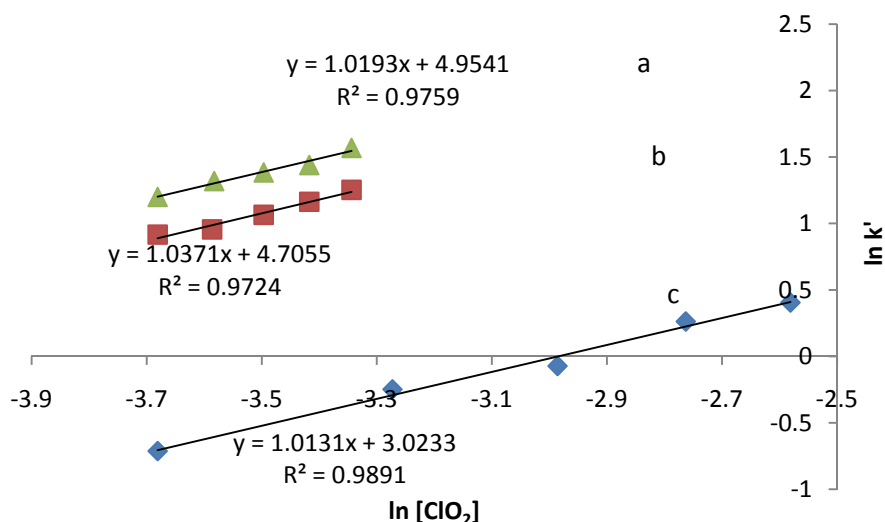 2.5
y = 1.0193x + 4.9541
a
R² = 0.9759
2
b
1.5
1
ln k'
y = 1.0371x + 4.7055
R² = 0.9724
c
0.5
0
-3.9
-3.7
-3.5
-3.3
-3.1
-2.9
-2.7
-2.5
y = 1.0131x + 3.0233
-0.5
R² = 0.9891
-1
ln [ClO₂]